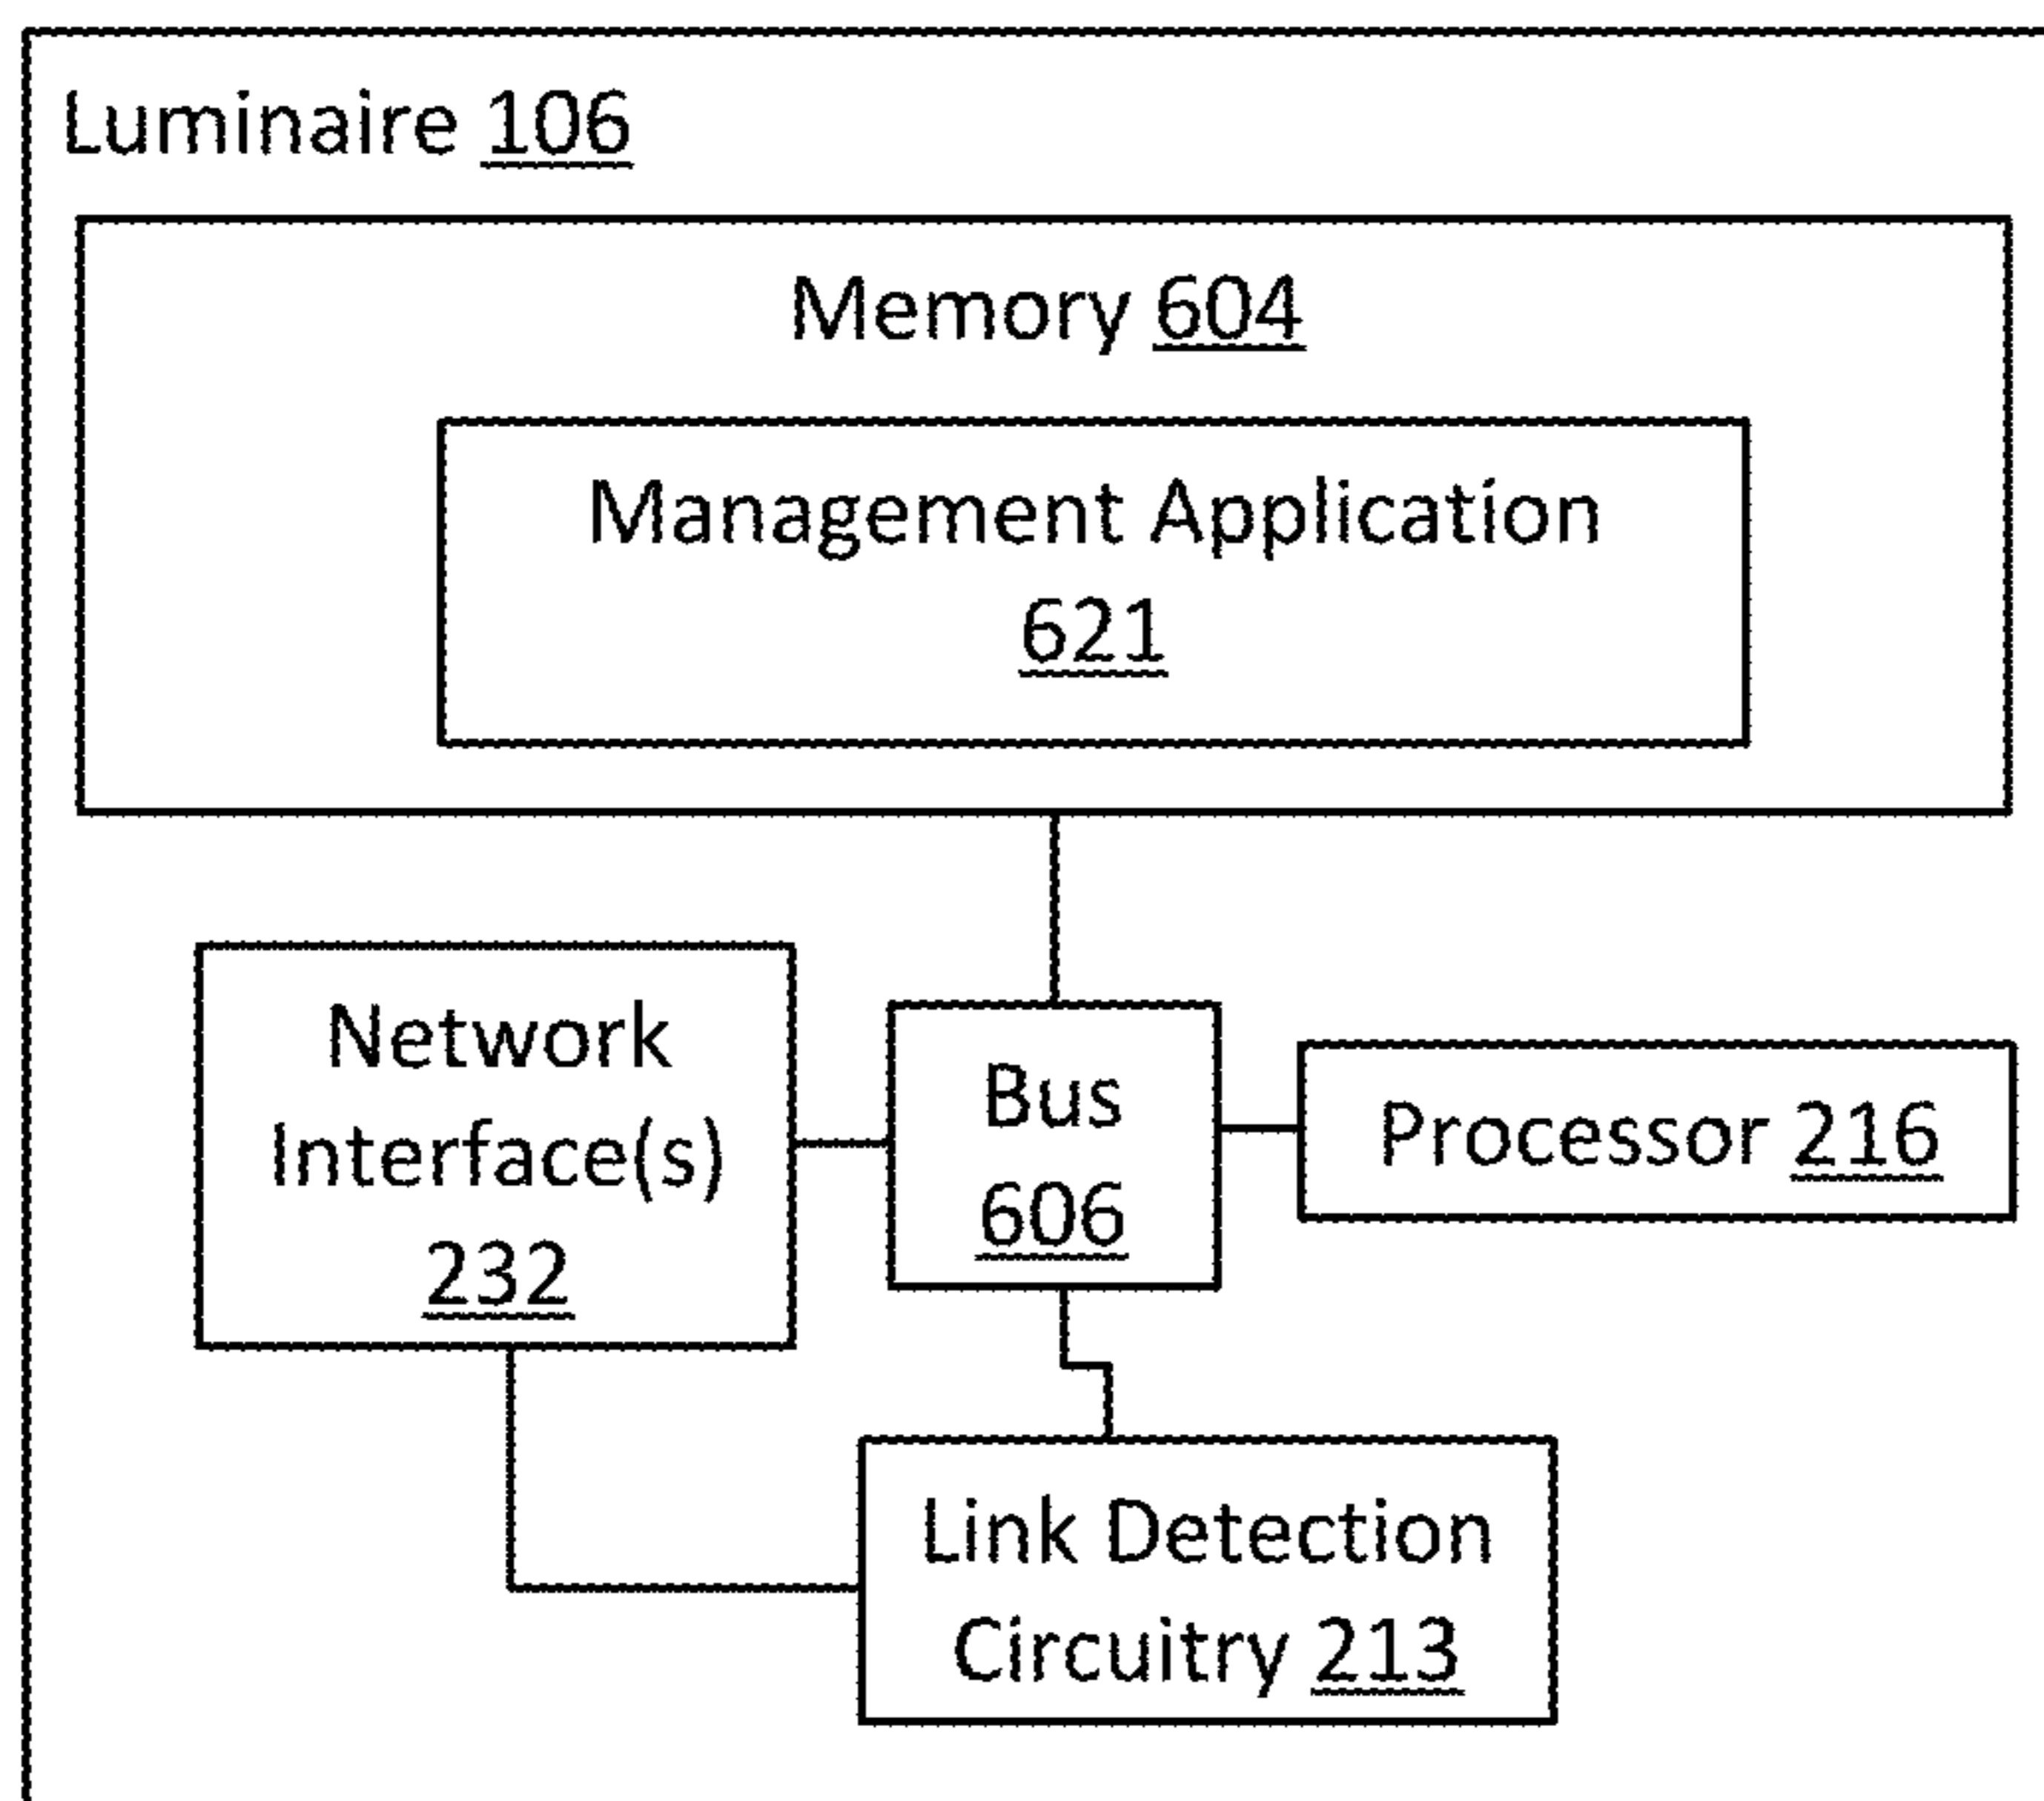 Luminaire 106
Memory 604
Management Application
621
Network
Interface(s)
232
Bus
606
Processor 216
Link Detection
Circuitry 213